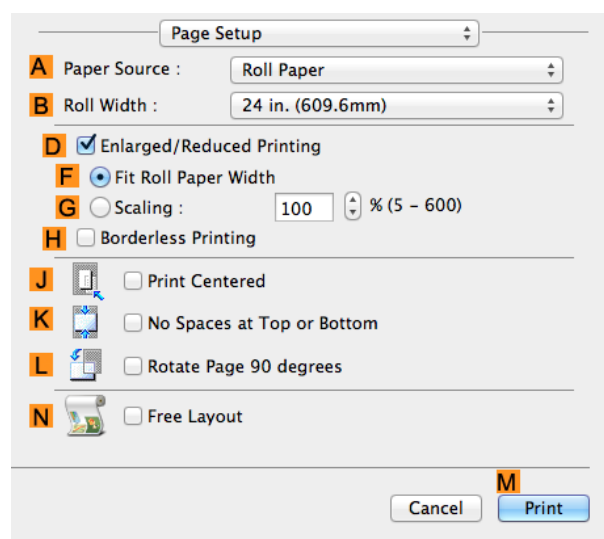 Page Setup
A Paper Source : Roll Paper
B Roll Width : 24 in. (609.6mm)
D Enlarged/Reduced Printing
F Fit Roll Paper Width
G Scaling : 100 % (5 – 600)
H Borderless Printing
J Print Centered
K No Spaces at Top or Bottom
L Rotate Page 90 degrees
N Free Layout
M
Cancel Print